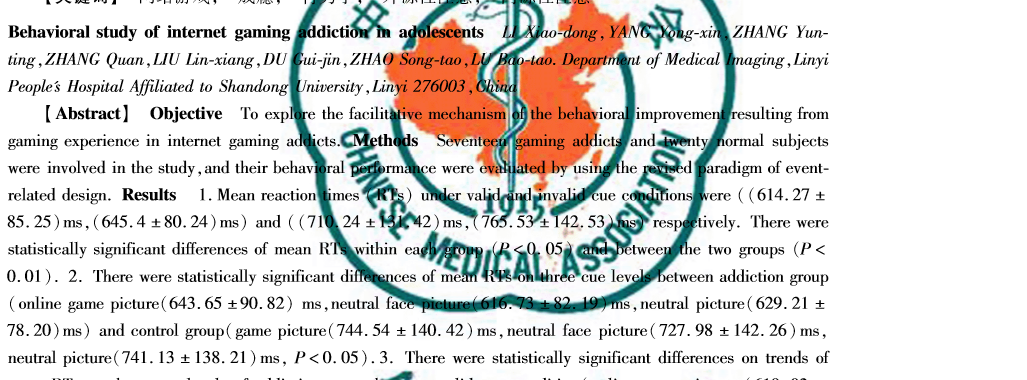 Behavioral study of internet gaming addiction in adolescents LI Xiao-dong, YANG Yong-xin, ZHANG Yun-
ting, ZHANG Quan, LIU Lin-xiang, DU Gui-jin, ZHAO Song-tao, LU Bao-tao. Department of Medical Imaging, Linyi
People's Hospital Affiliated to Shandong University, Linyi 276003, China
【Abstract】 Objective To explore the facilitative mechanism of the behavioral improvement resulting from
gaming experience in internet gaming addicts. Methods Seventeen gaming addicts and twenty normal subjects
were involved in the study, and their behavioral performance were evaluated by using the revised paradigm of event-
related design. Results 1. Mean reaction times (RTs) under valid and invalid cue conditions were ((614.27 ±
85.25)ms, (645.4 ±80.24)ms) and ((710.24 ±131.42)ms, (765.53 ±142.53)ms) respectively. There were
statistically significant differences of mean RTs within each group (P<0.05) and between the two groups (P<
0.01). 2. There were statistically significant differences of mean RTs on three cue levels between addiction group
(online game picture(643.65 ±90.82) ms, neutral face picture(616.73 ±82.19)ms, neutral picture(629.21 ±
78.20)ms) and control group(game picture(744.54 ±140.42)ms, neutral face picture(727.98 ±142.26)ms,
neutral picture(741.13 ±138.21)ms, P<0.05). 3. There were statistically significant differences on trends of
1915
CHINESE MEDICAL ASSOCIATION